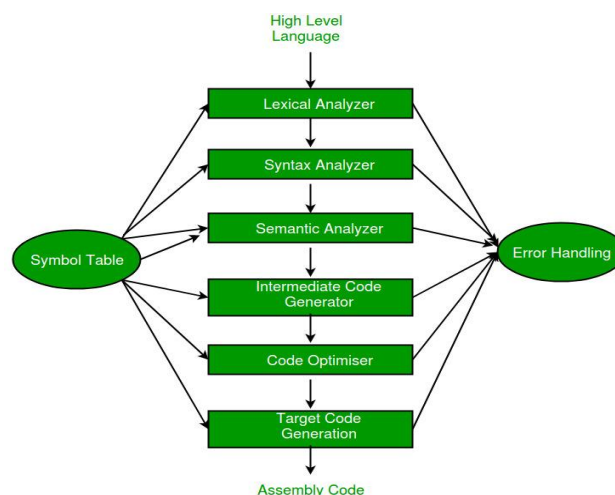 High Level
Language
Lexical Analyzer
Syntax Analyzer
Semantic Analyzer
Symbol Table
Error Handling
Intermediate Code
Generator
Code Optimiser
Target Code
Generation
Assembly Code